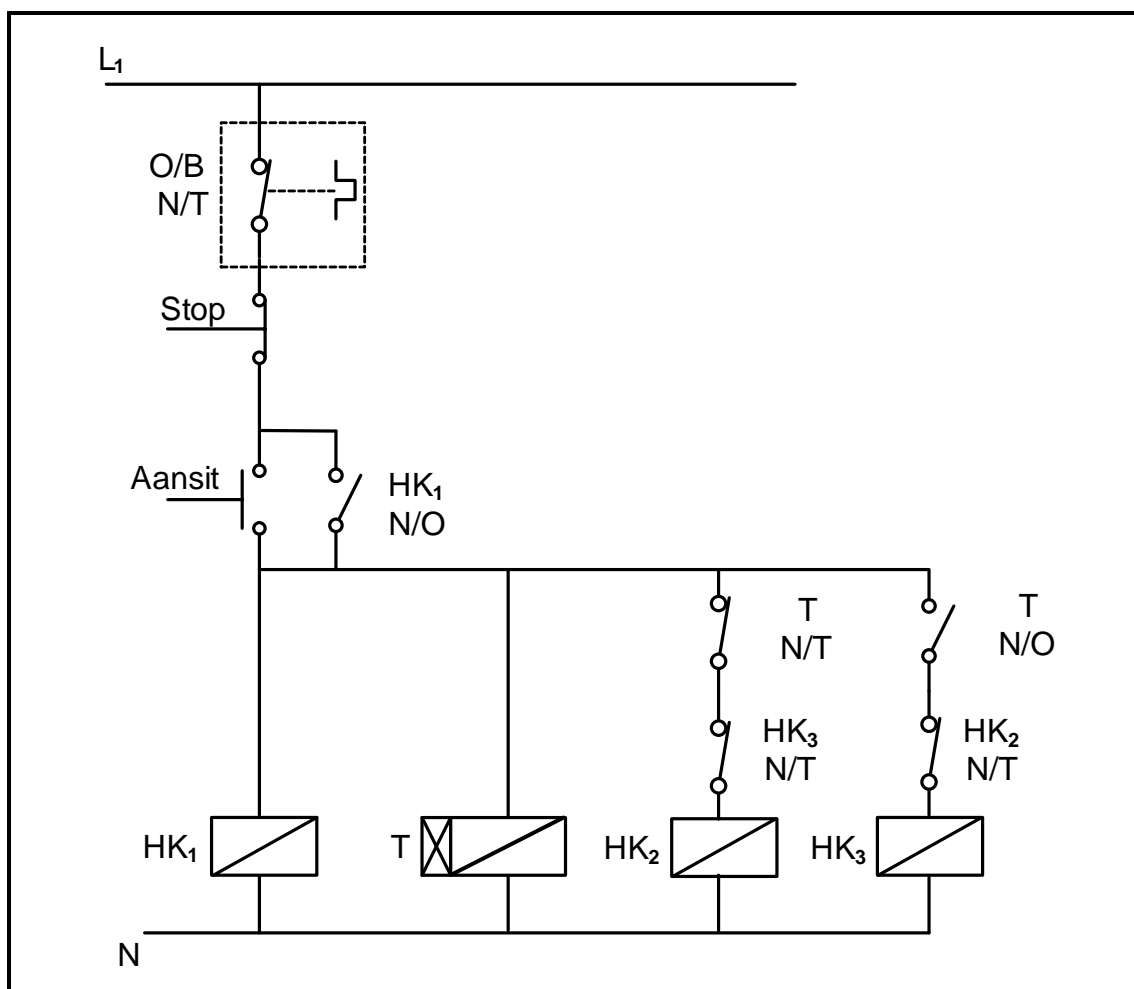 L₁
O/B
N/T
Stop
Aansit
HK₁
N/O
T
N/T
T
N/O
HK₃
N/T
HK₂
N/T
HK₁
T
HK₂
HK₃
N